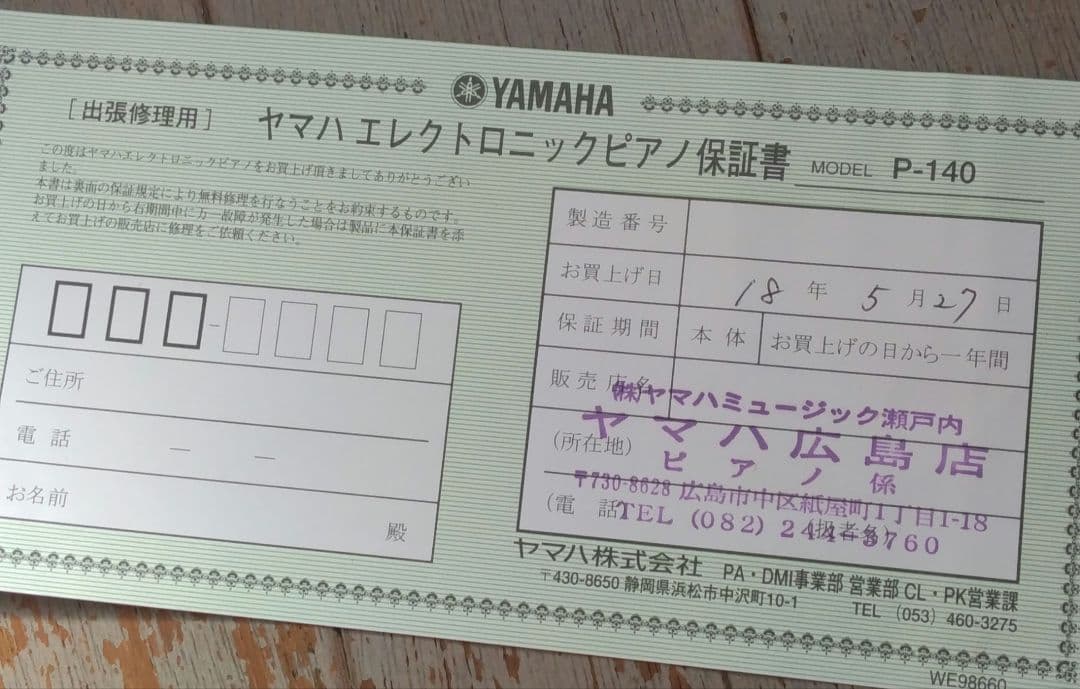 YAMAHA
[出張修理用] ヤマハ エレクトロニックピアノ保証書 MODEL P-140
この度はヤマハエレクトロニックピアノをお買上げ頂きましてありがとうござい
ました。
本書は裏面の保証規定により無料修理を行なうことをお約束するものです。
お買上げの日から右期間中に万一故障が発生した場合は製品に本保証書を添
えてお買上げの販売店に修理をご依頼ください。
ご住所
電話 — —
お名前 殿
製造番号
お買上げ日 18年 5月27日
保証期間 本体 お買上げの日から一年間
販売店名
㈱ヤマハミュージック瀬戸内
ヤマハ広島店
(所在地)
ピアノ係
〒730-8628 広島市中区紙屋町1丁目1-18
(電話 (扱者名)
TEL (082) 244-3760
ヤマハ株式会社 PA・DMI事業部 営業部 CL・PK営業課
〒430-8650 静岡県浜松市中沢町10-1 TEL (053) 460-3275
WE98660